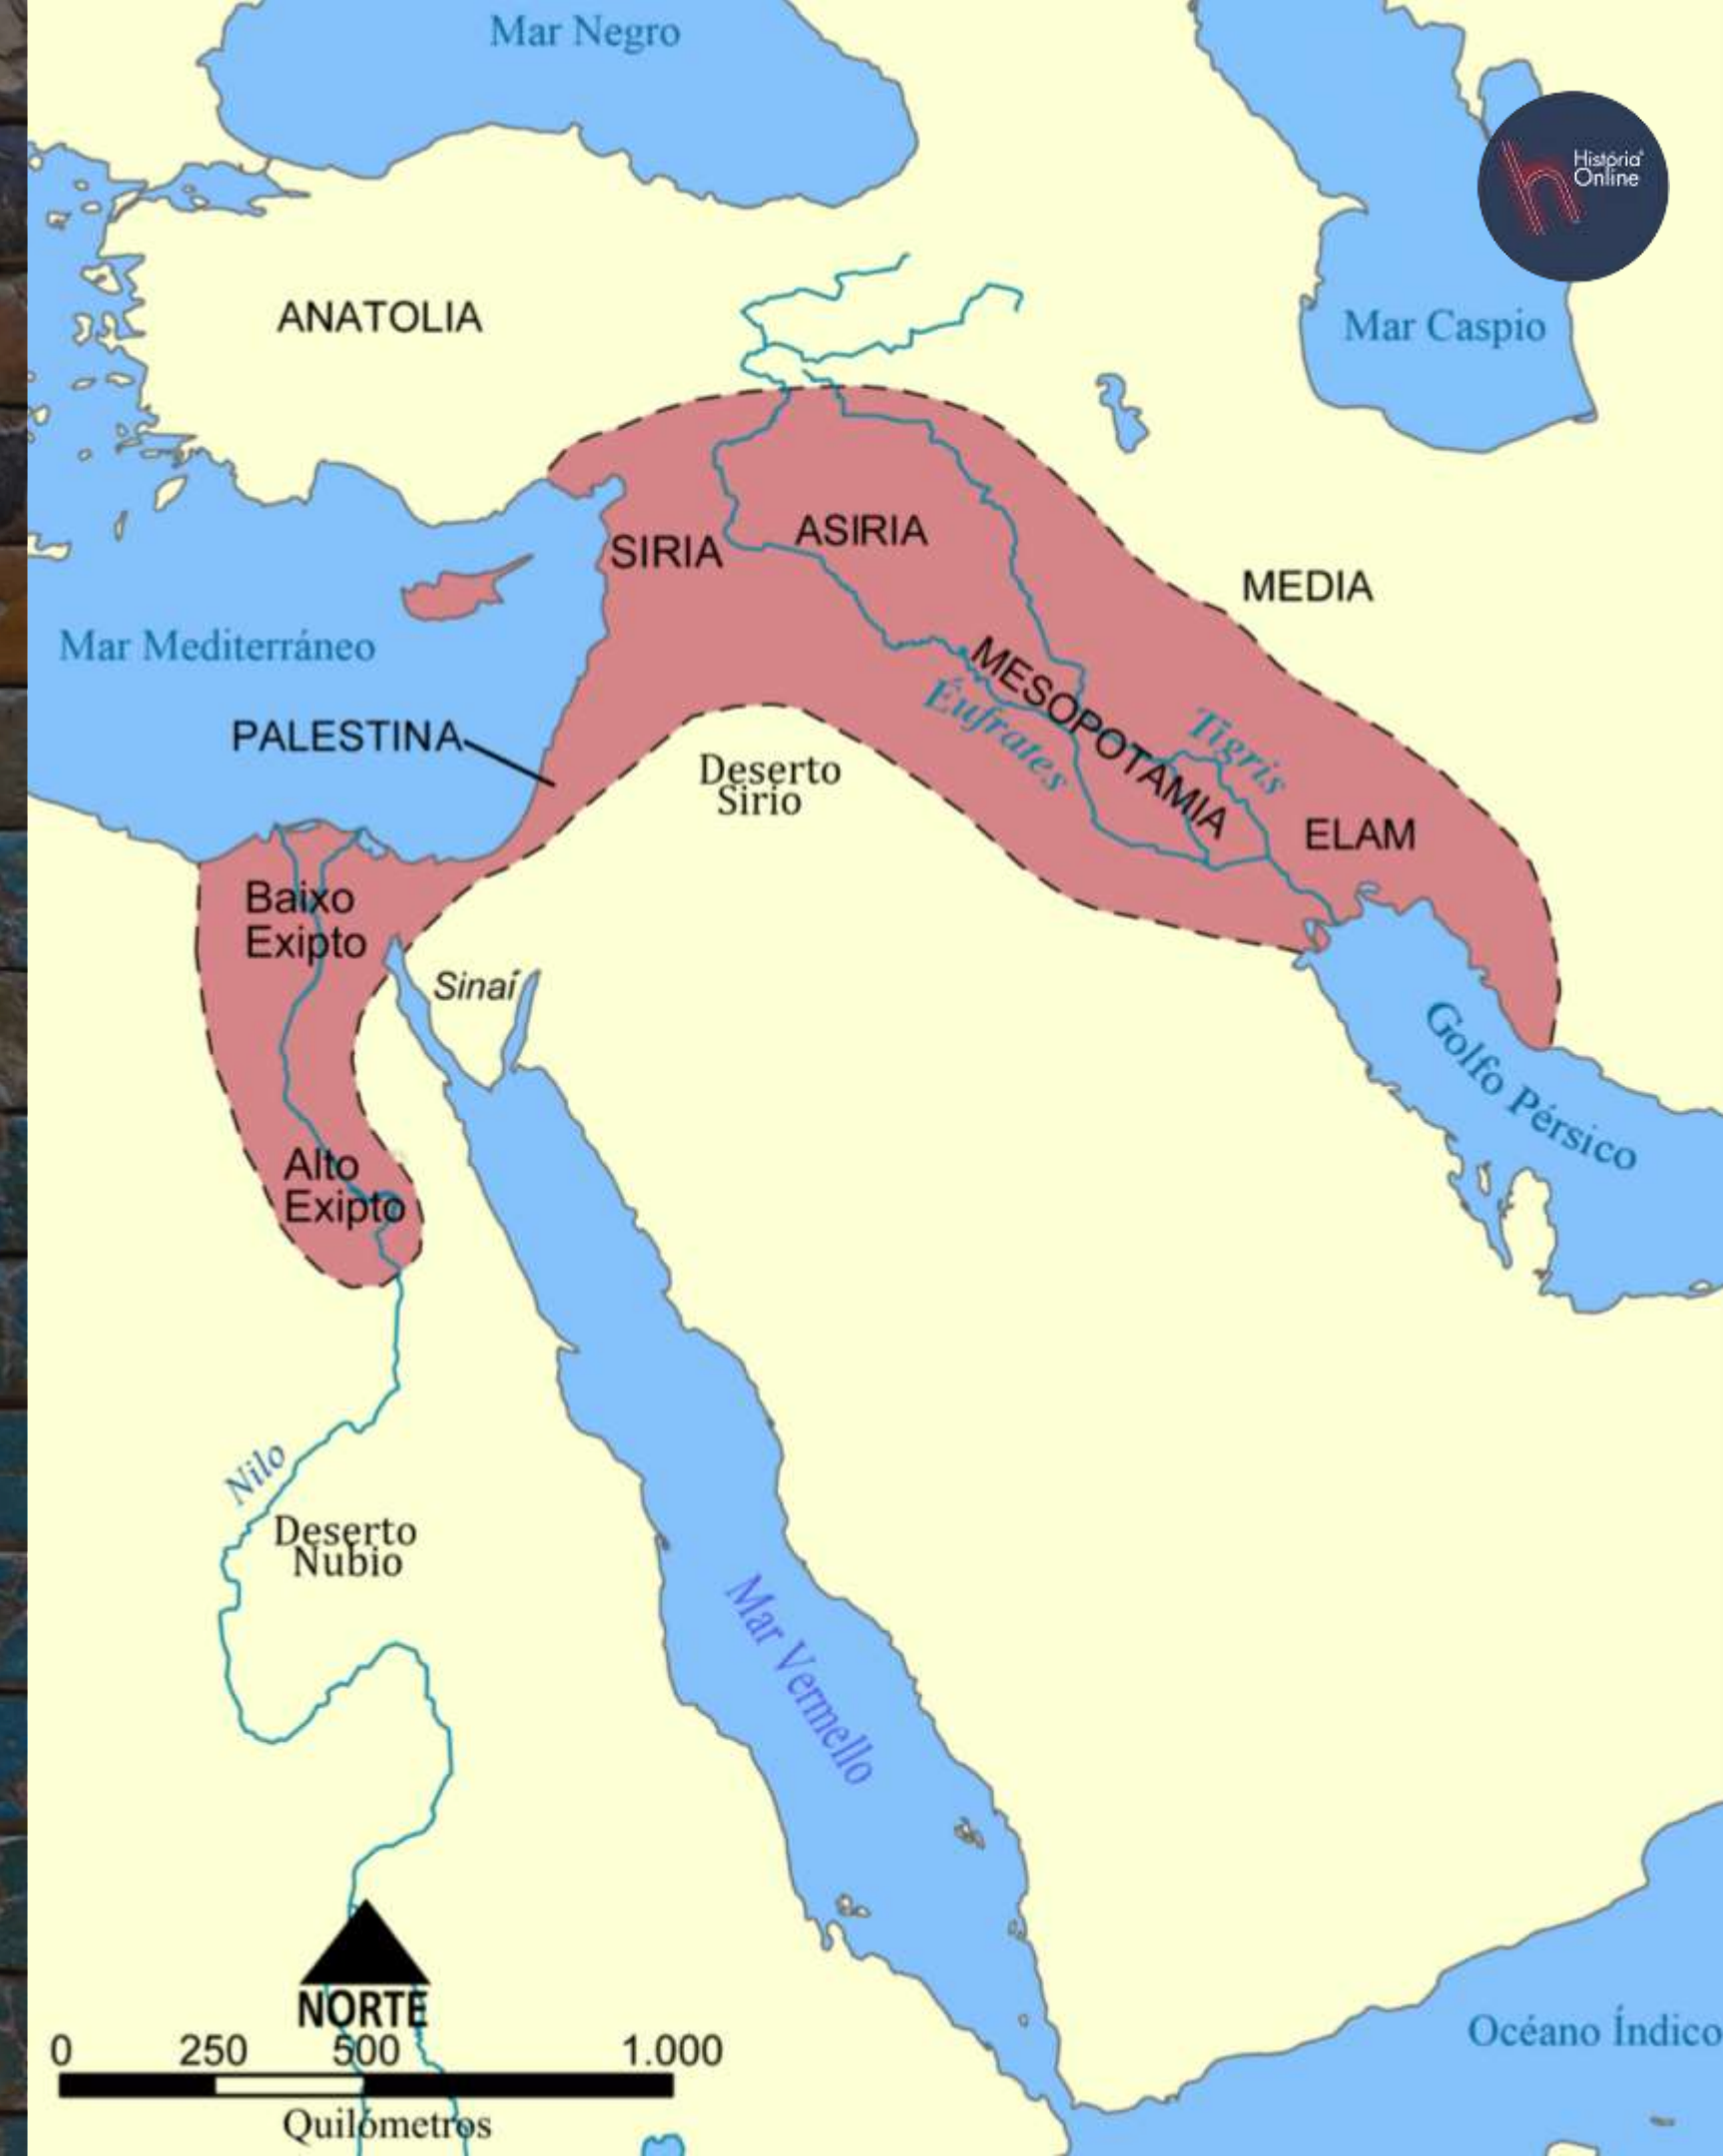 Mar Negro
História
Online
ANATOLIA
Mar Caspio
SIRIA
ASIRIA
MEDIA
Mar Mediterráneo
MESOPOTAMIA
Éufrates
Tigris
PALESTINA
Deserto
Sirio
ELAM
Baixo
Exipto
Sinaí
Golfo Pérsico
Alto
Exipto
Nilo
Deserto
Nubio
Mar Vermello
NORTE
0 250 500 1.000
Quilómetros
Océano Índico